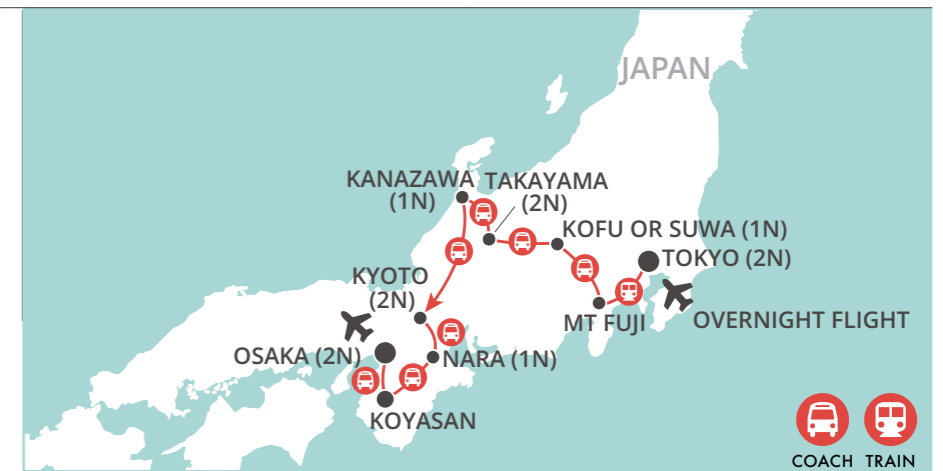 JAPAN
KANAZAWA
(1N)
TAKAYAMA
(2N)
KOFU OR SUWA (1N)
TOKYO (2N)
KYOTO
(2N)
MT FUJI
OVERNIGHT FLIGHT
OSAKA (2N)
NARA (1N)
KOYASAN
COACH
TRAIN